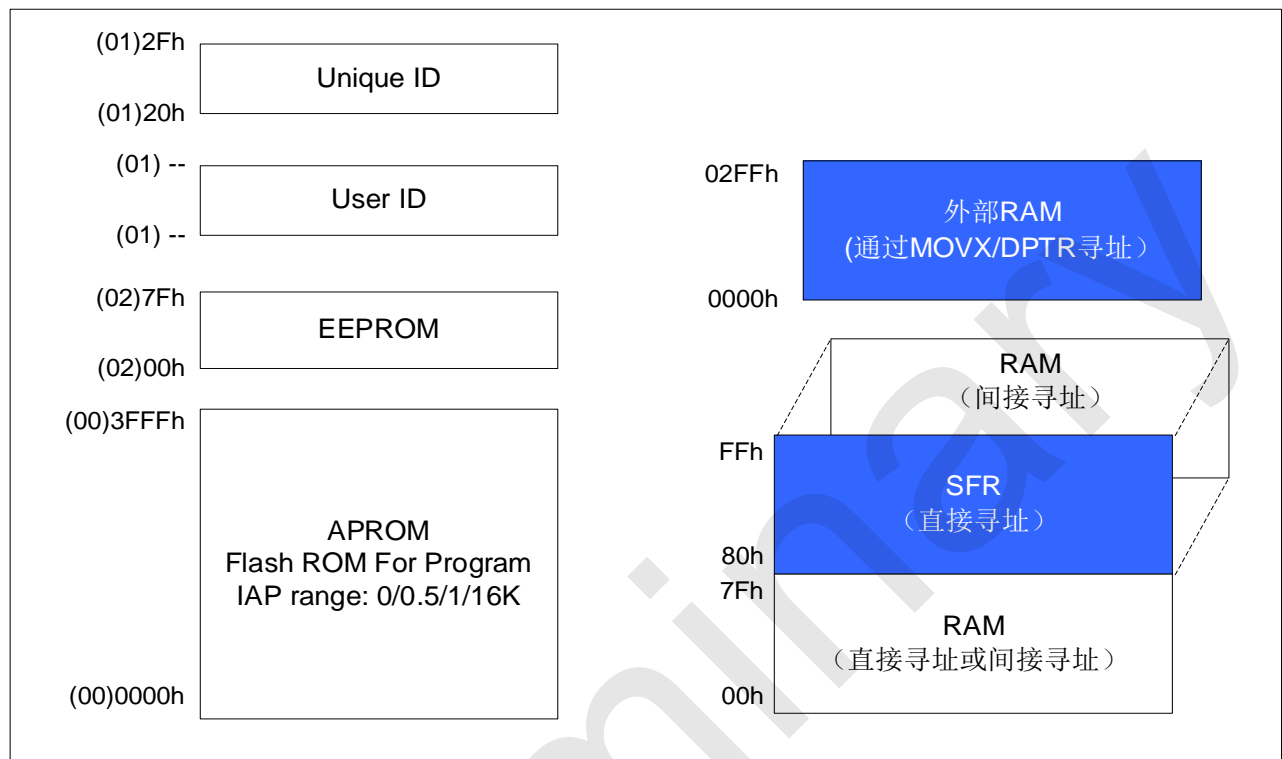 (01)2Fh
Unique ID
(01)20h
(01) --
User ID
(01) --
(02)7Fh
EEPROM
(02)00h
(00)3FFFh
APROM
Flash ROM For Program
IAP range: 0/0.5/1/16K
(00)0000h
02FFh
外部RAM
(通过MOVX/DPTR寻址）
0000h
RAM
（间接寻址）
FFh
SFR
（直接寻址）
80h
7Fh
RAM
（直接寻址或间接寻址）
00h
minary